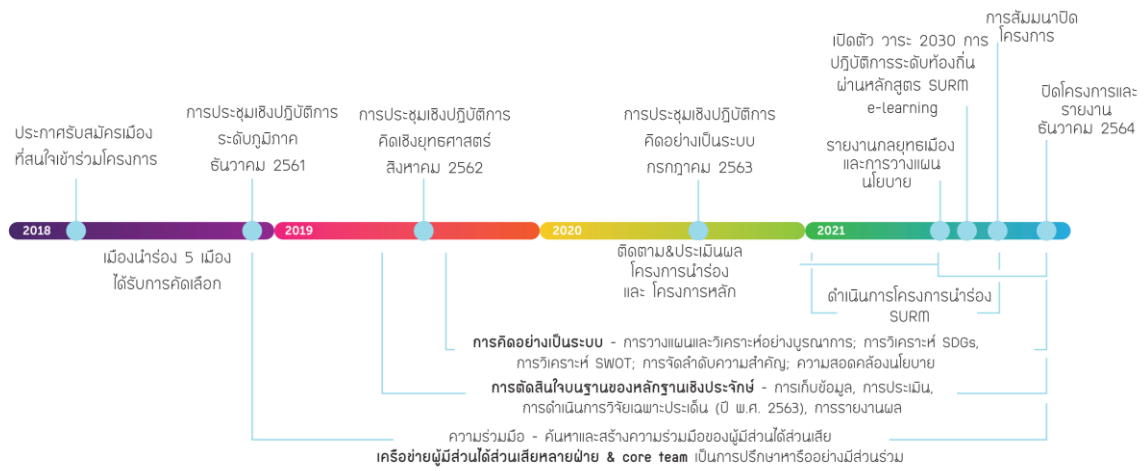 ประกาศรับสมัครเมือง
ที่สนใจเข้าร่วมโครงการ
การประชุมเชิงปฏิบัติการ
ระดับภูมิภาค
ธันวาคม 2561
การประชุมเชิงปฏิบัติการ
คิดเชิงยุทธศาสตร์
สิงหาคม 2562
การประชุมเชิงปฏิบัติการ
คิดอย่างเป็นระบบ
กรกฎาคม 2563
เปิดตัว วาระ 2030 การ
ปฏิบัติการระดับท้องถิ่น
ผ่านหลักสูตร SURM
e-learning
รายงานกลยุทธเมือง
และการวางแผน
นโยบาย
การสัมมนาปิด
โครงการ
ปิดโครงการและ
รายงาน
ธันวาคม 2564
2018
2019
2020
2021
เมืองนำร่อง 5 เมือง
ได้รับการคัดเลือก
ติดตาม&ประเมินผล
โครงการนำร่อง
และ โครงการหลัก
ดำเนินการโครงการนำร่อง
SURM
การคิดอย่างเป็นระบบ - การวางแผนและวิเคราะห์อย่างบูรณาการ; การวิเคราะห์ SDGs,
การวิเคราะห์ SWOT; การจัดลำดับความสำคัญ; ความสอดคล้องนโยบาย
การตัดสินใจบนฐานของหลักฐานเชิงประจักษ์ - การเก็บข้อมูล, การประเมิน,
การดำเนินการวิจัยเฉพาะประเด็น (ปี พ.ศ. 2563), การรายงานผล
ความร่วมมือ - ค้นหาและสร้างความร่วมมือของผู้มีส่วนได้ส่วนเสีย
เครือข่ายผู้มีส่วนได้ส่วนเสียหลายฝ่าย & core team เป็นการปรึกษาหารืออย่างมีส่วนร่วม